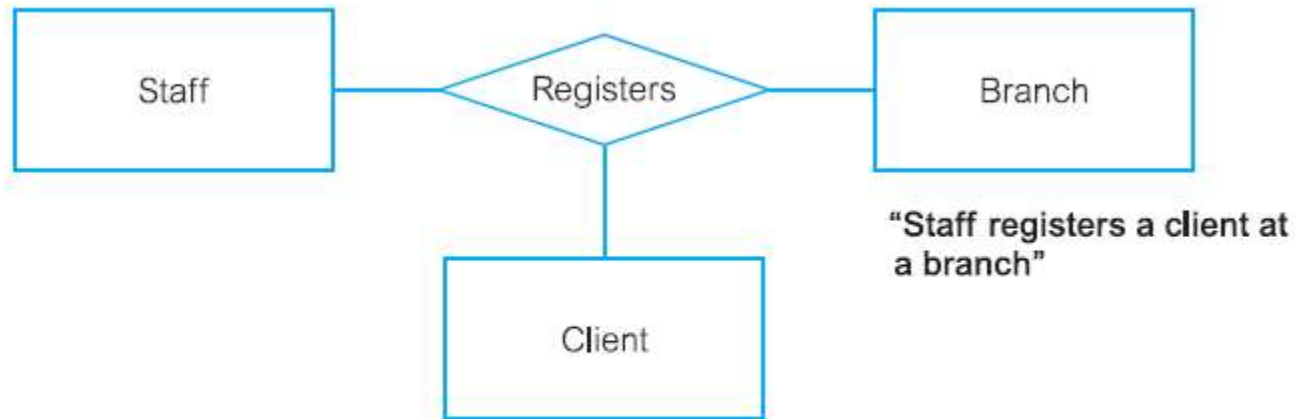 Staff
Registers
Branch
“Staff registers a client at
a branch”
Client